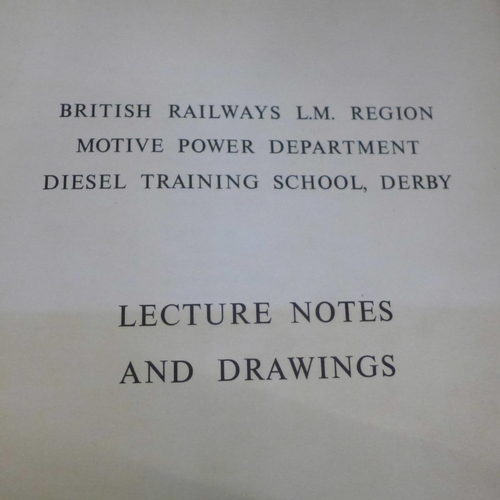 BRITISH RAILWAYS L.M. REGION
MOTIVE POWER DEPARTMENT
DIESEL TRAINING SCHOOL, DERBY
LECTURE NOTES
AND DRAWINGS